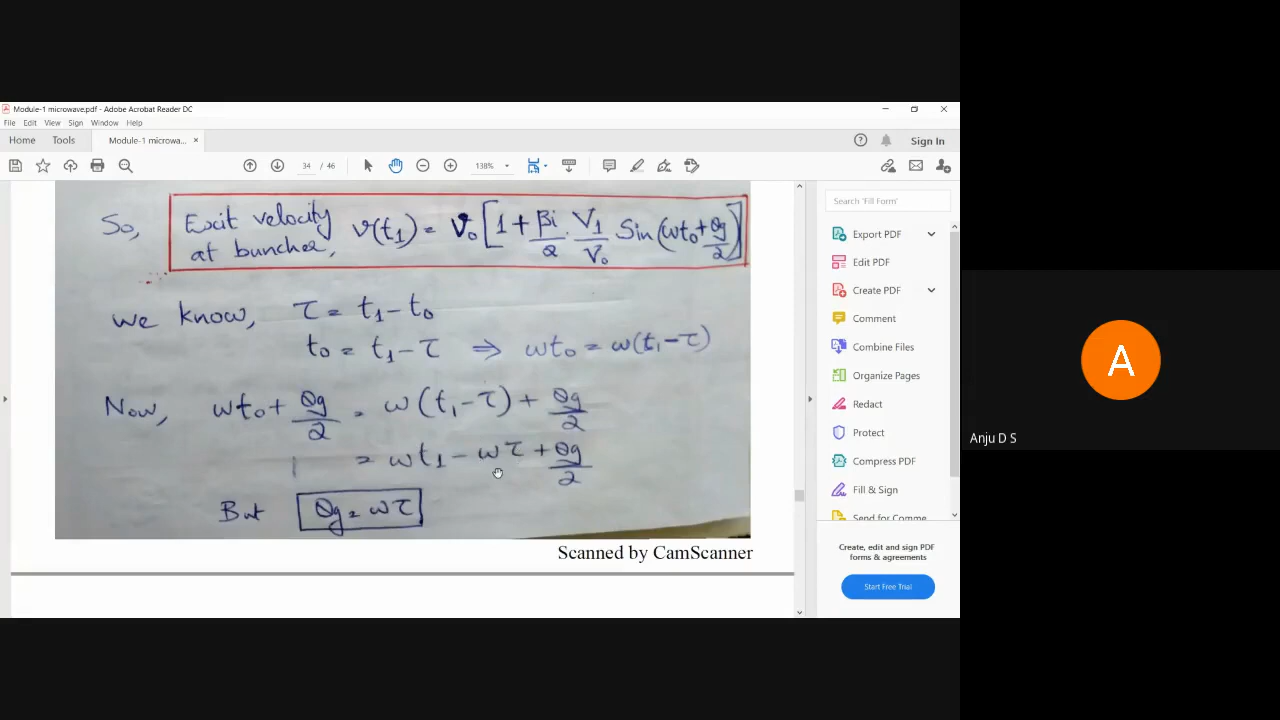 Module-1 microwave.pdf - Adobe Acrobat Reader DC
File Edit View Sign Window Help
Home Tools Module-1 microwa... × Sign In
34 / 46 138%
So, Exit velocity at buncher, v(t₁) = v₀ [1 + βi/2 . V₁/V₀ Sin(ωt₀ + θg/2)]
We know, τ = t₁ - t₀
t₀ = t₁ - τ ⇒ ωt₀ = ω(t₁ - τ)
Now, ωt₀ + θg/2 = ω(t₁ - τ) + θg/2
= ωt₁ - ωτ + θg/2
But θg = ωτ
Scanned by CamScanner
Search 'Fill Form'
Export PDF
Edit PDF
Create PDF
Comment
Combine Files
Organize Pages
Redact
Protect
Compress PDF
Fill & Sign
Send for Comme
Create, edit and sign PDF
forms & agreements
Start Free Trial
A
Anju D S